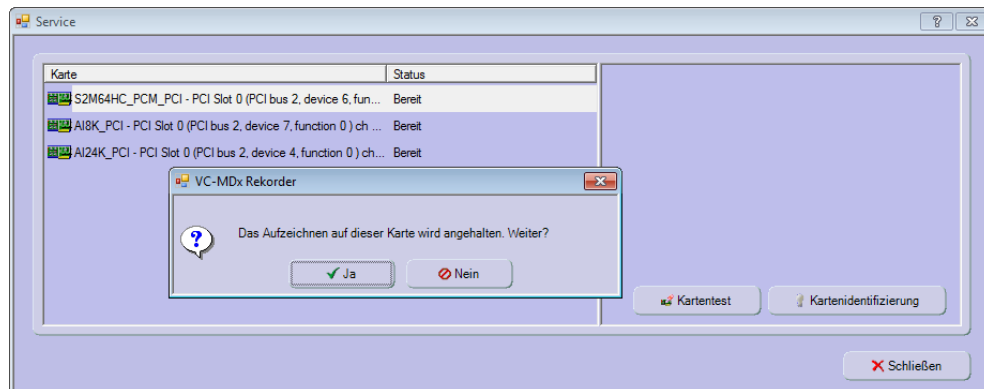 Service
Karte Status
S2M64HC_PCM_PCI - PCI Slot 0 (PCI bus 2, device 6, fun... Bereit
AI8K_PCI - PCI Slot 0 (PCI bus 2, device 7, function 0 ) ch ... Bereit
AI24K_PCI - PCI Slot 0 (PCI bus 2, device 4, function 0 ) ch... Bereit
VC-MDx Rekorder
Das Aufzeichnen auf dieser Karte wird angehalten. Weiter?
Ja Nein
Kartentest Kartenidentifizierung
Schließen